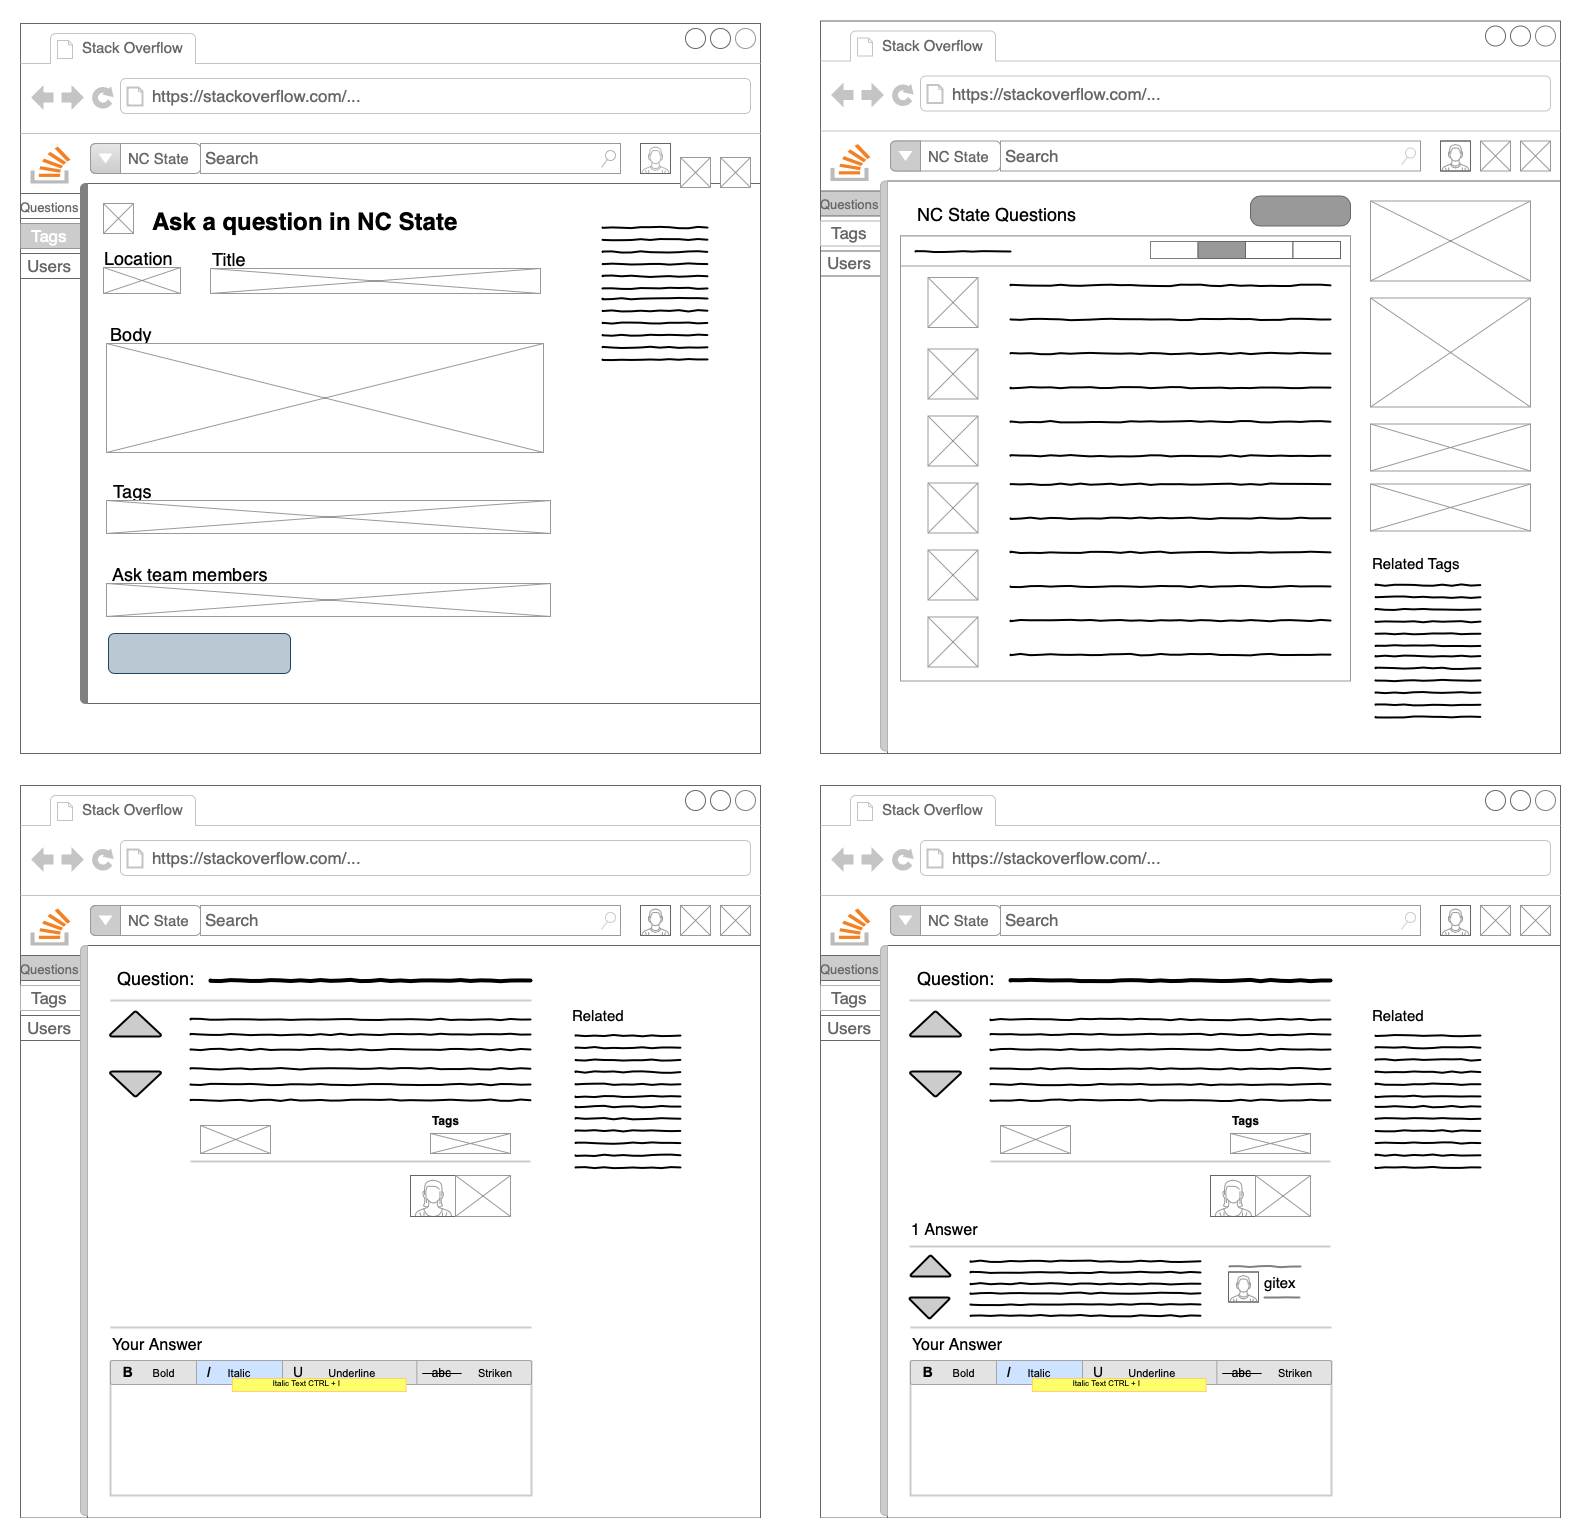 Stack Overflow
https://stackoverflow.com/...
NC State
Search
Questions
Tags
Users
Ask a question in NC State
Location
Title
Body
Tags
Ask team members
Stack Overflow
https://stackoverflow.com/...
NC State
Search
Questions
Tags
Users
NC State Questions
Related Tags
Stack Overflow
https://stackoverflow.com/...
NC State
Search
Questions
Tags
Users
Question:
Related
Tags
Your Answer
B Bold I Italic U Underline abc Striken
Italic Text CTRL + I
Stack Overflow
https://stackoverflow.com/...
NC State
Search
Questions
Tags
Users
Question:
Related
Tags
1 Answer
gitex
Your Answer
B Bold I Italic U Underline abc Striken
Italic Text CTRL + I